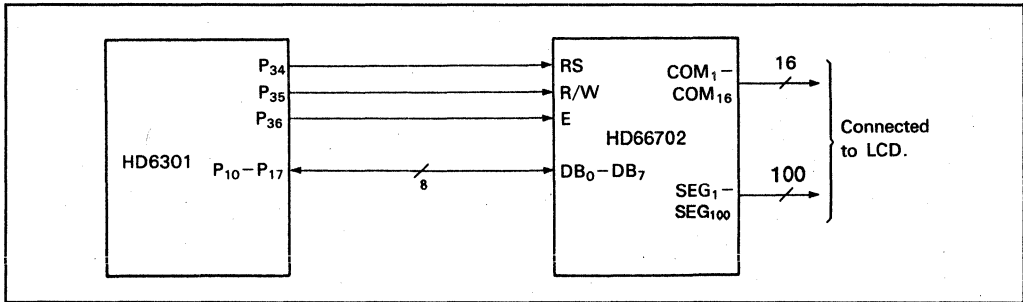 HD6301
P34
P35
P36
P10–P17
8
RS
R/W
E
DB0–DB7
HD66702
COM1–
COM16
SEG1–
SEG100
16
100
Connected
to LCD.